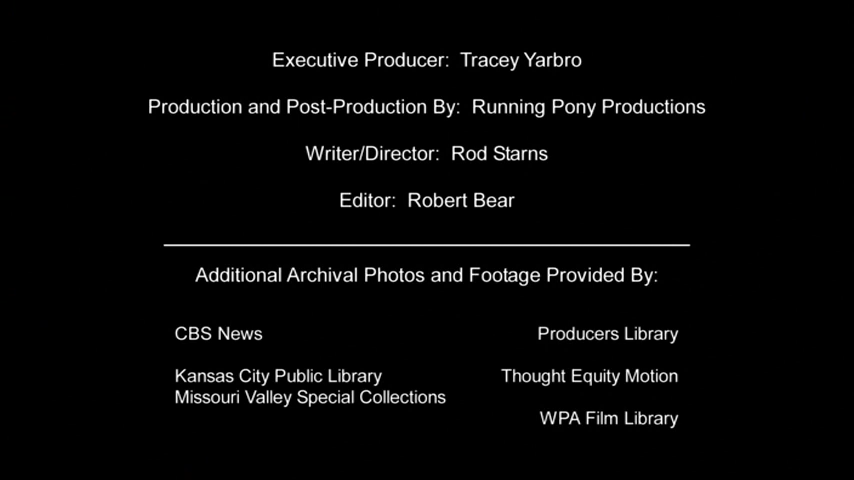 Executive Producer: Tracey Yarbro
Production and Post-Production By: Running Pony Productions
Writer/Director: Rod Starns
Editor: Robert Bear
Additional Archival Photos and Footage Provided By:
CBS News
Kansas City Public Library
Missouri Valley Special Collections
Producers Library
Thought Equity Motion
WPA Film Library